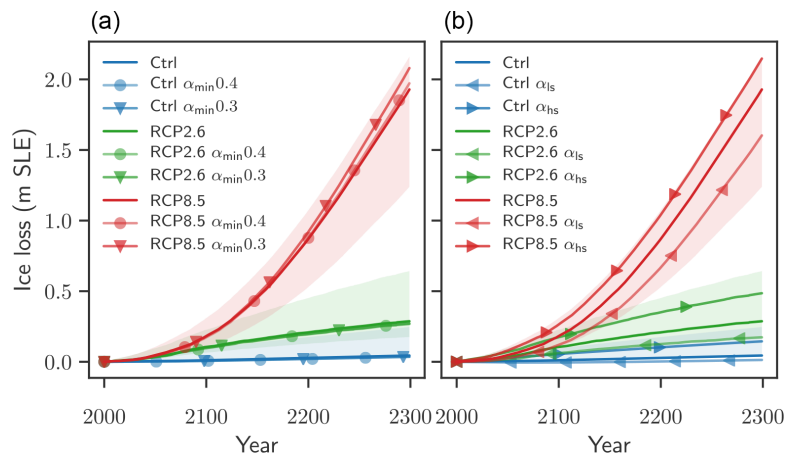 (a)
(b)
Ice loss (m SLE)
2.0
1.5
1.0
0.5
0.0
Ctrl
Ctrl αmin0.4
Ctrl αmin0.3
RCP2.6
RCP2.6 αmin0.4
RCP2.6 αmin0.3
RCP8.5
RCP8.5 αmin0.4
RCP8.5 αmin0.3
2000
2100
2200
2300
Year
Ctrl
Ctrl αls
Ctrl αhs
RCP2.6
RCP2.6 αls
RCP2.6 αhs
RCP8.5
RCP8.5 αls
RCP8.5 αhs
2000
2100
2200
2300
Year